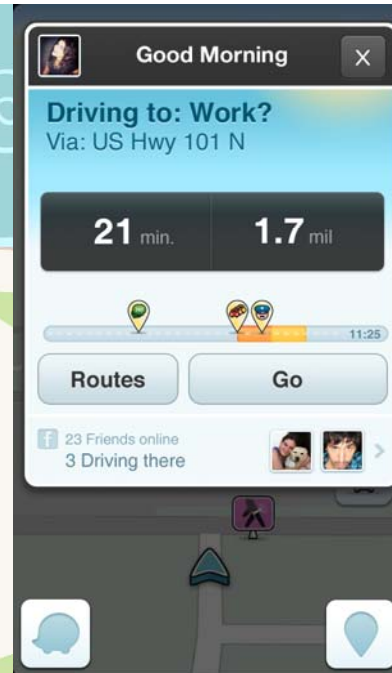 Good Morning
X
Driving to: Work?
Via: US Hwy 101 N
21 min. 1.7 mil
11:25
Routes Go
f 23 Friends online
3 Driving there